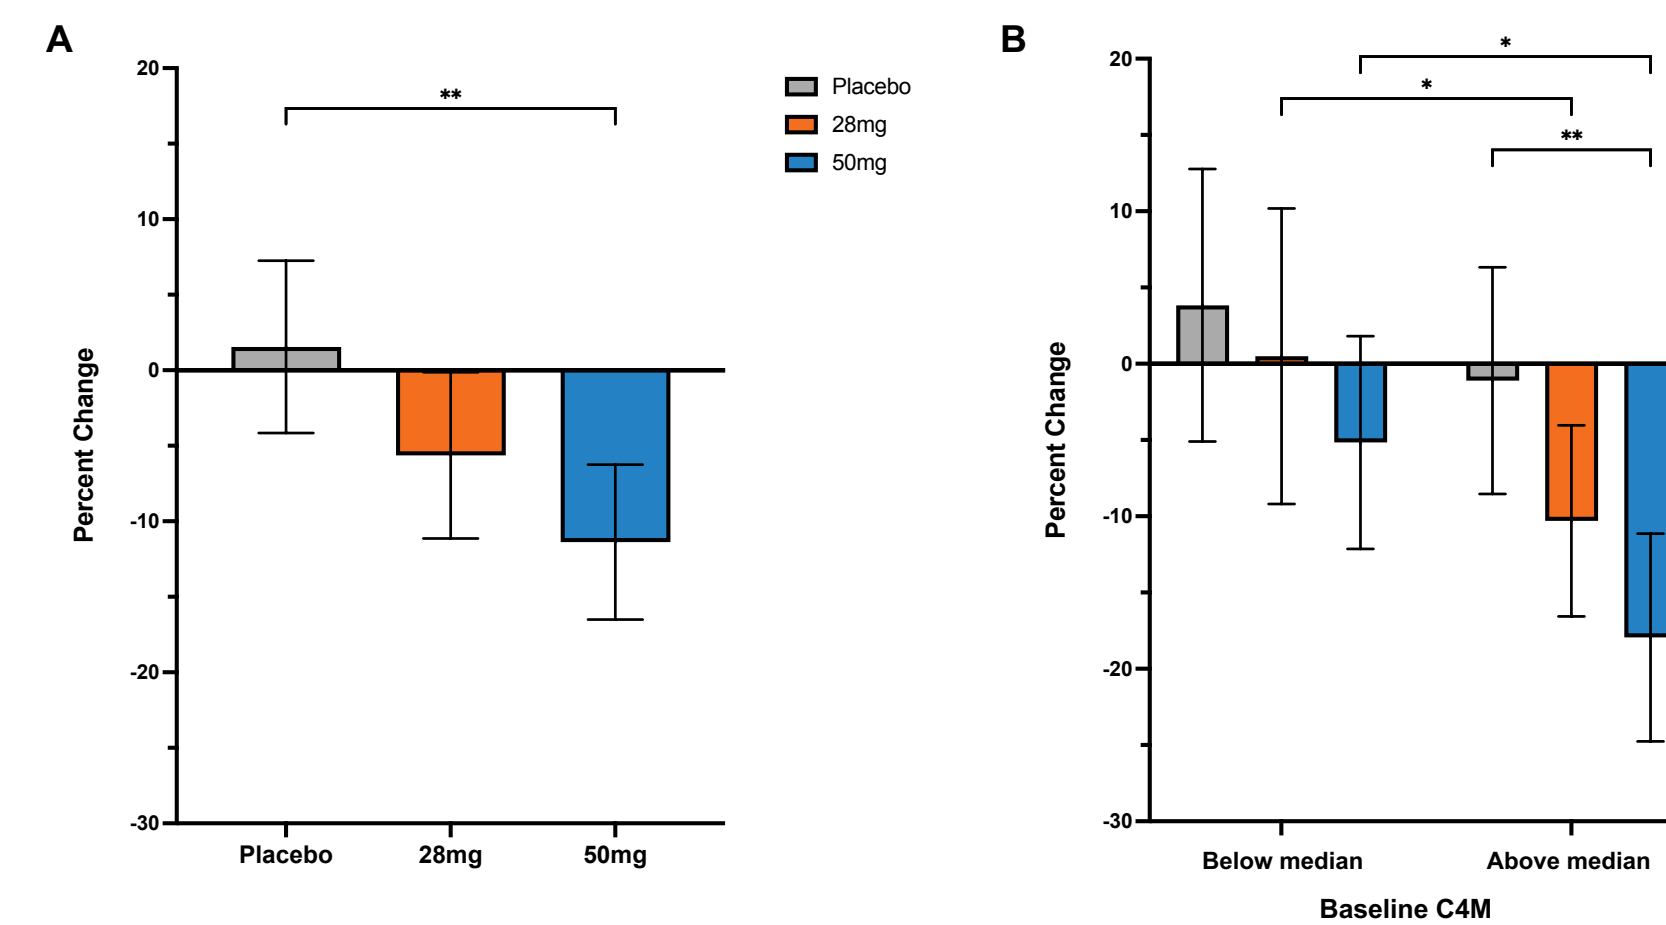 A
20
10
0
-10
-20
-30
Percent Change
**
Placebo
28mg
50mg
Placebo
28mg
50mg
B
20
10
0
-10
-20
-30
Percent Change
*
*
**
Below median
Above median
Baseline C4M